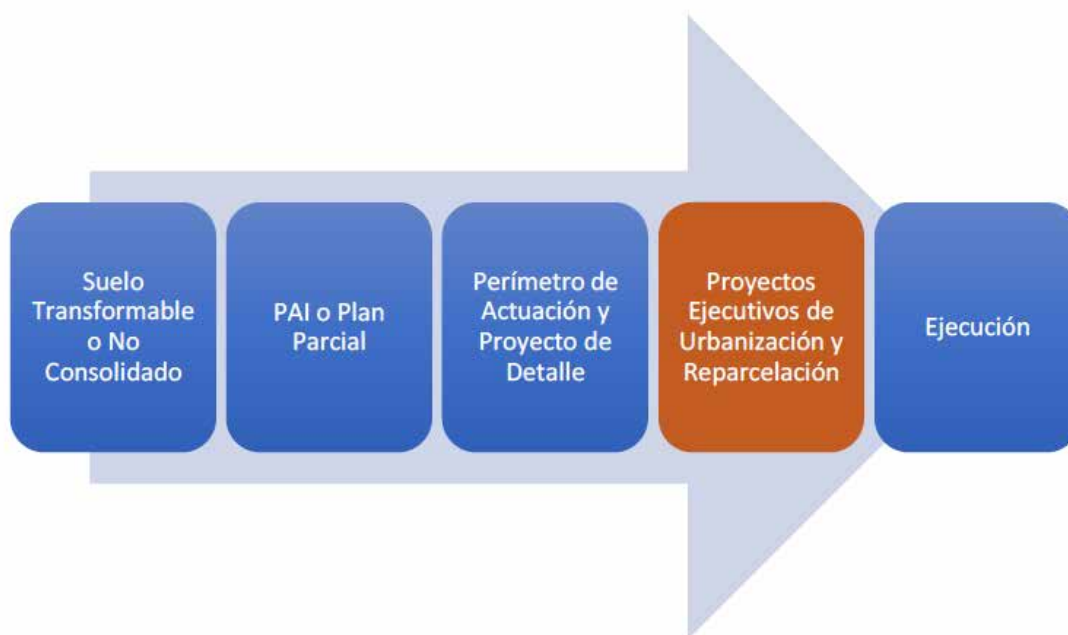 Suelo
Transformable
o No
Consolidado
PAI o Plan
Parcial
Perímetro de
Actuación y
Proyecto de
Detalle
Proyectos
Ejecutivos de
Urbanización y
Reparcelación
Ejecución